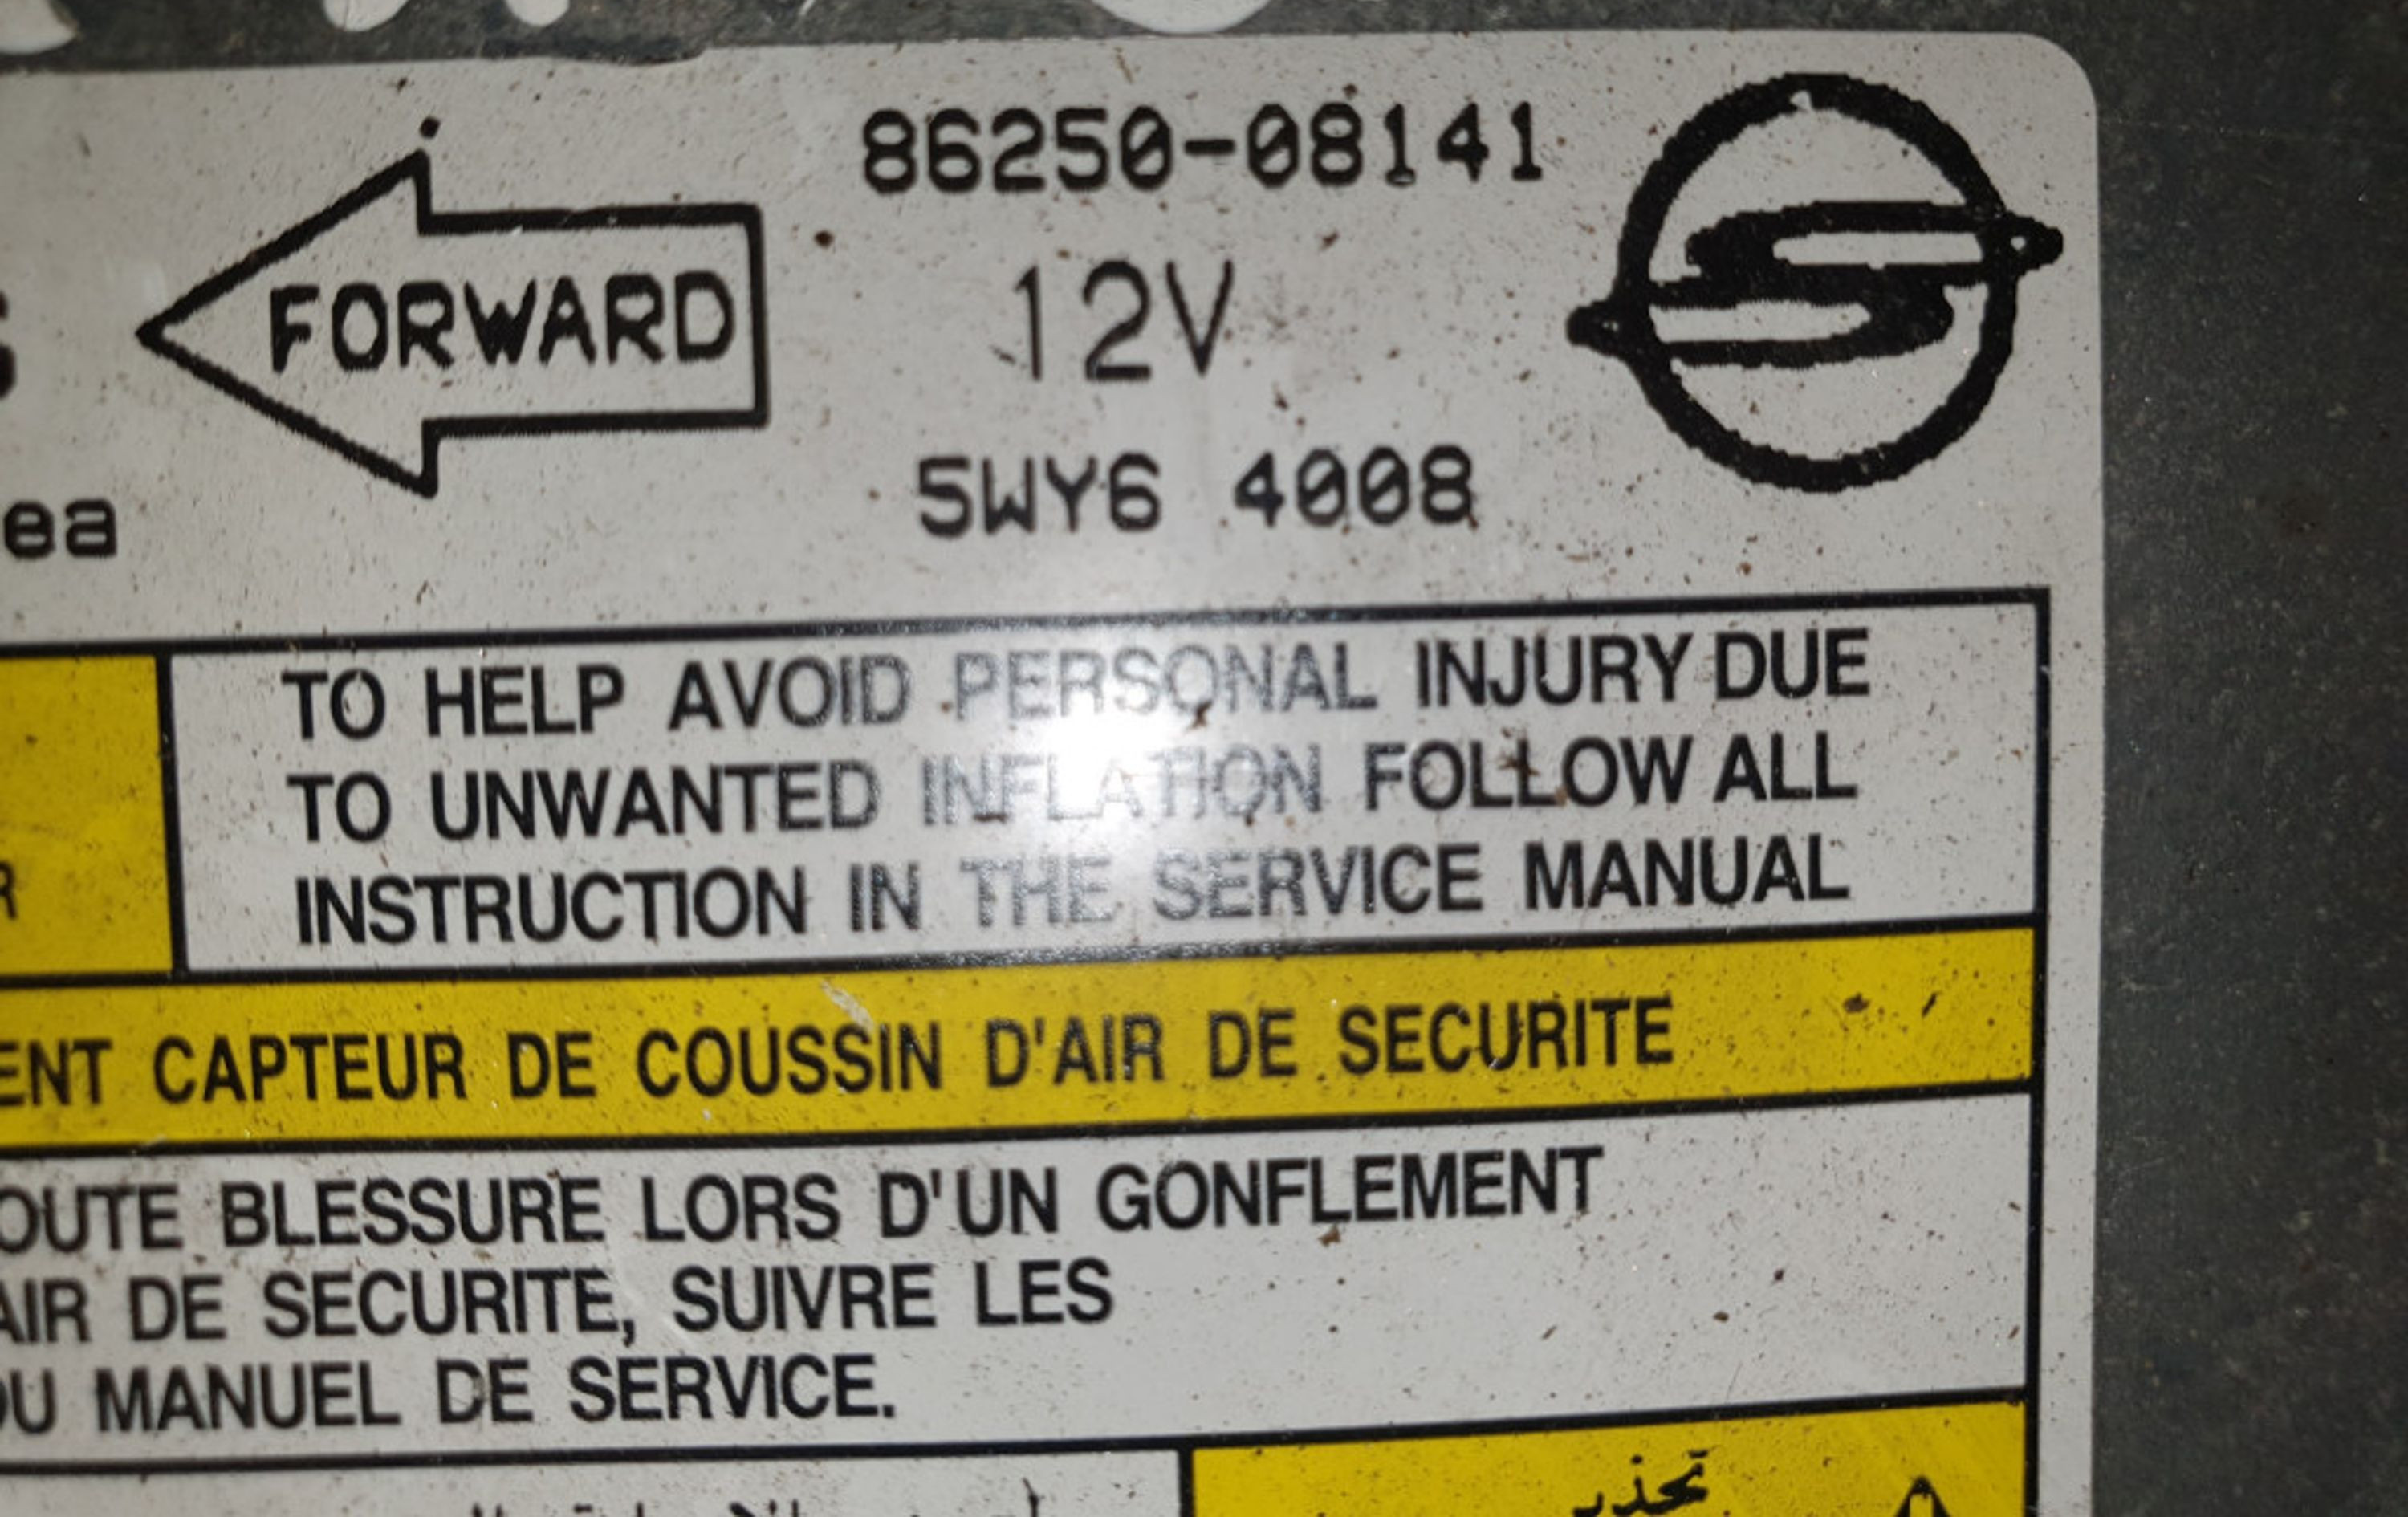 86250-08141
FORWARD
12V
5WY6 4008
ea
TO HELP AVOID PERSONAL INJURY DUE
TO UNWANTED INFLATION FOLLOW ALL
INSTRUCTION IN THE SERVICE MANUAL
R
ENT CAPTEUR DE COUSSIN D'AIR DE SECURITE
OUTE BLESSURE LORS D'UN GONFLEMENT
AIR DE SECURITE, SUIVRE LES
DU MANUEL DE SERVICE.
تحذير